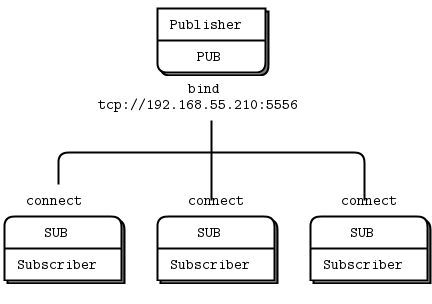 Publisher
PUB
bind
tcp://192.168.55.210:5556
connect connect connect
SUB SUB SUB
Subscriber Subscriber Subscriber